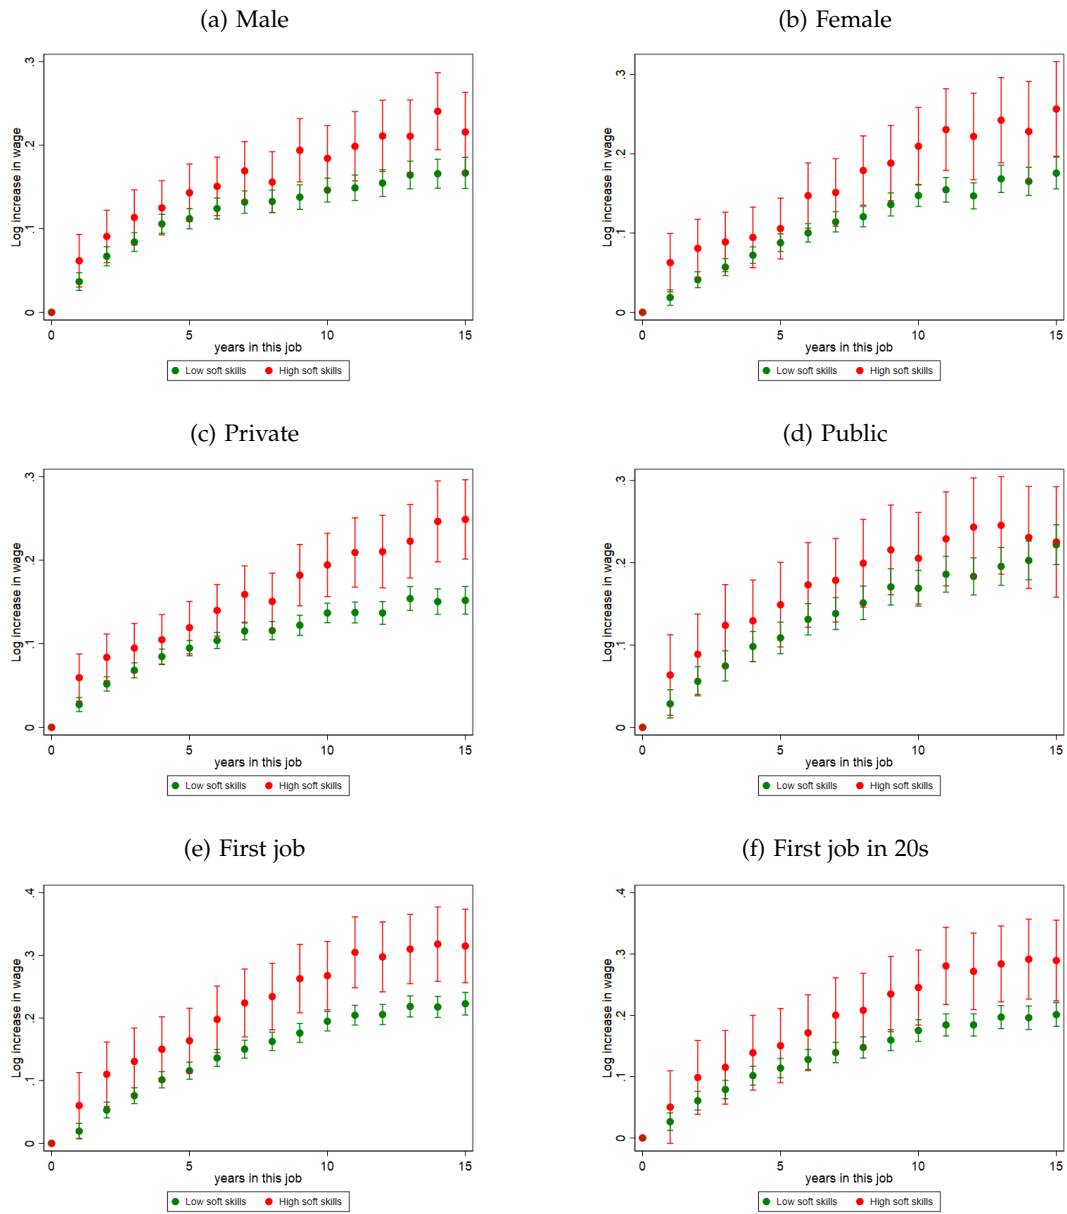 (a) Male
Log increase in wage
.3
.2
.1
0
0 5 10 15
years in this job
Low soft skills High soft skills
(b) Female
Log increase in wage
.3
.2
.1
0
0 5 10 15
years in this job
Low soft skills High soft skills
(c) Private
Log increase in wage
.3
.2
.1
0
0 5 10 15
years in this job
Low soft skills High soft skills
(d) Public
Log increase in wage
.3
.2
.1
0
0 5 10 15
years in this job
Low soft skills High soft skills
(e) First job
Log increase in wage
.4
.3
.2
.1
0
0 5 10 15
years in this job
Low soft skills High soft skills
(f) First job in 20s
Log increase in wage
.4
.3
.2
.1
0
0 5 10 15
years in this job
Low soft skills High soft skills